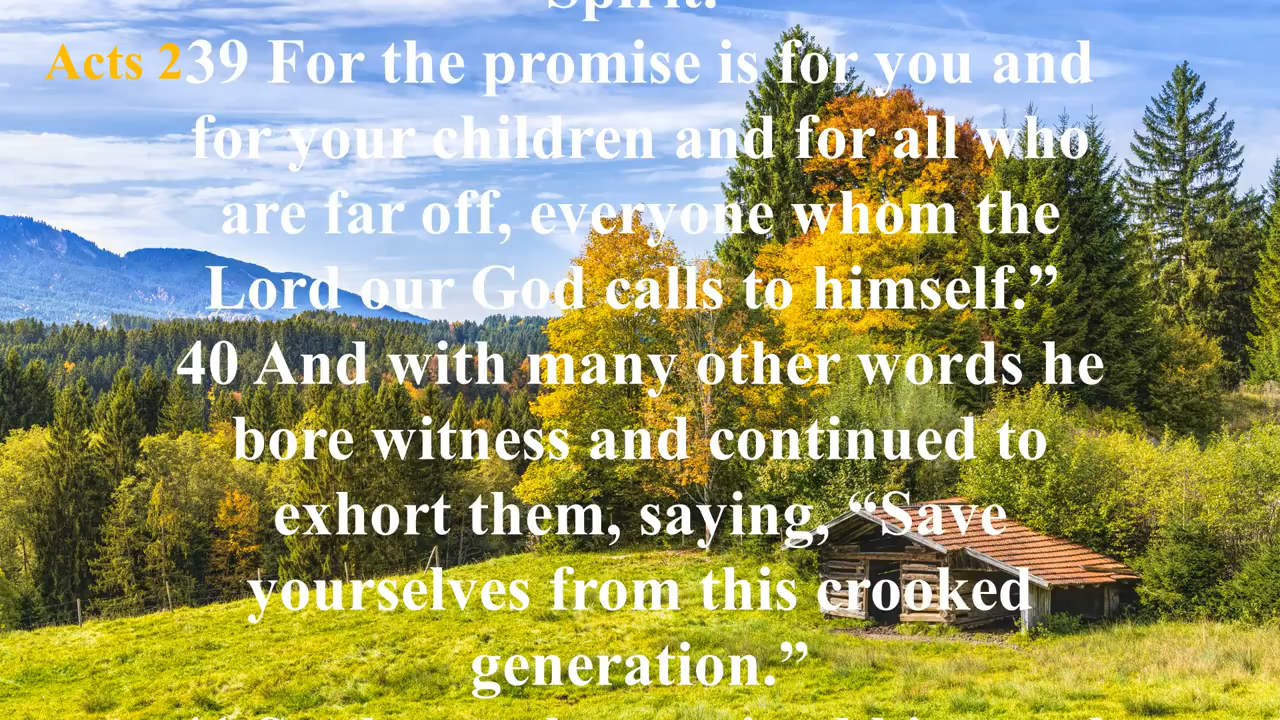 Spirit.
Acts 2 39 For the promise is for you and
for your children and for all who
are far off, everyone whom the
Lord our God calls to himself.”
40 And with many other words he
bore witness and continued to
exhort them, saying, “Save
yourselves from this crooked
generation.”